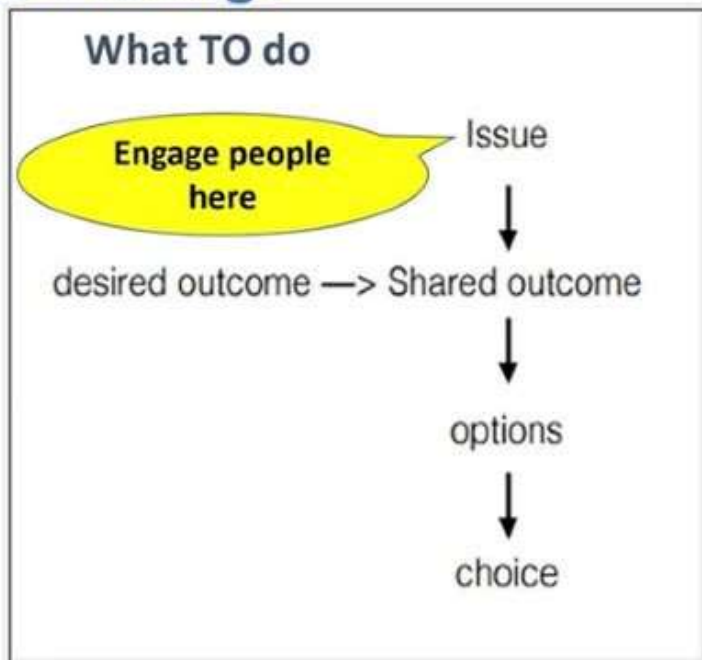 What TO do
Engage people
here
Issue
desired outcome —> Shared outcome
options
choice